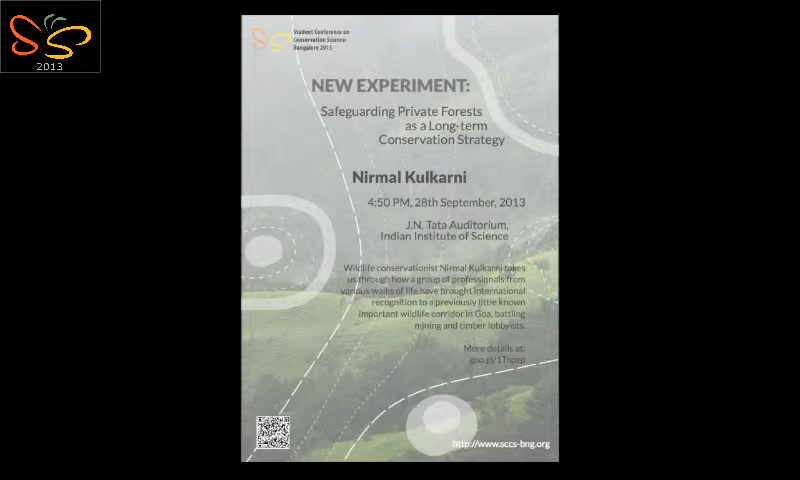 2013
Student Conference on
Conservation Science
Bangalore 2013
NEW EXPERIMENT:
Safeguarding Private Forests
as a Long-term
Conservation Strategy
Nirmal Kulkarni
4:50 PM, 28th September, 2013
J.N. Tata Auditorium,
Indian Institute of Science
Wildlife conservationist Nirmal Kulkarni takes
us through how a group of professionals from
various walks of life have brought international
recognition to a previously little known
important wildlife corridor in Goa, battling
mining and timber lobbyists.
More details at:
http://www.sccs-bng.org